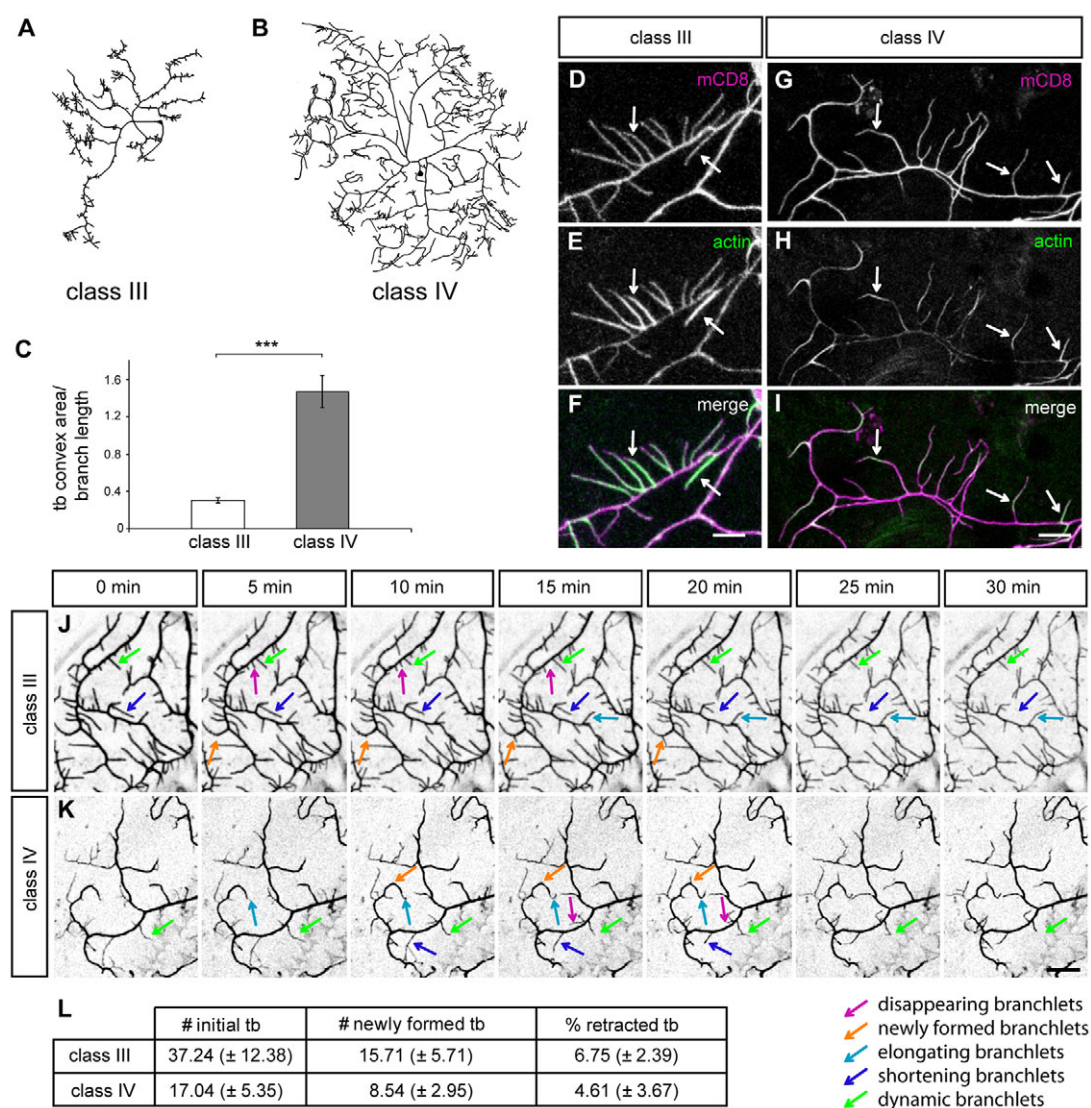 A
B
class III
class IV
D
mCD8
G
mCD8
E
actin
H
actin
F
merge
I
merge
class III
class IV
C
***
tb convex area/
branch length
1.6
1.2
0.8
0.4
0
class III
class IV
0 min
5 min
10 min
15 min
20 min
25 min
30 min
class III
J
class IV
K
L
# initial tb
# newly formed tb
% retracted tb
class III
37.24 (± 12.38)
15.71 (± 5.71)
6.75 (± 2.39)
class IV
17.04 (± 5.35)
8.54 (± 2.95)
4.61 (± 3.67)
disappearing branchlets
newly formed branchlets
elongating branchlets
shortening branchlets
dynamic branchlets